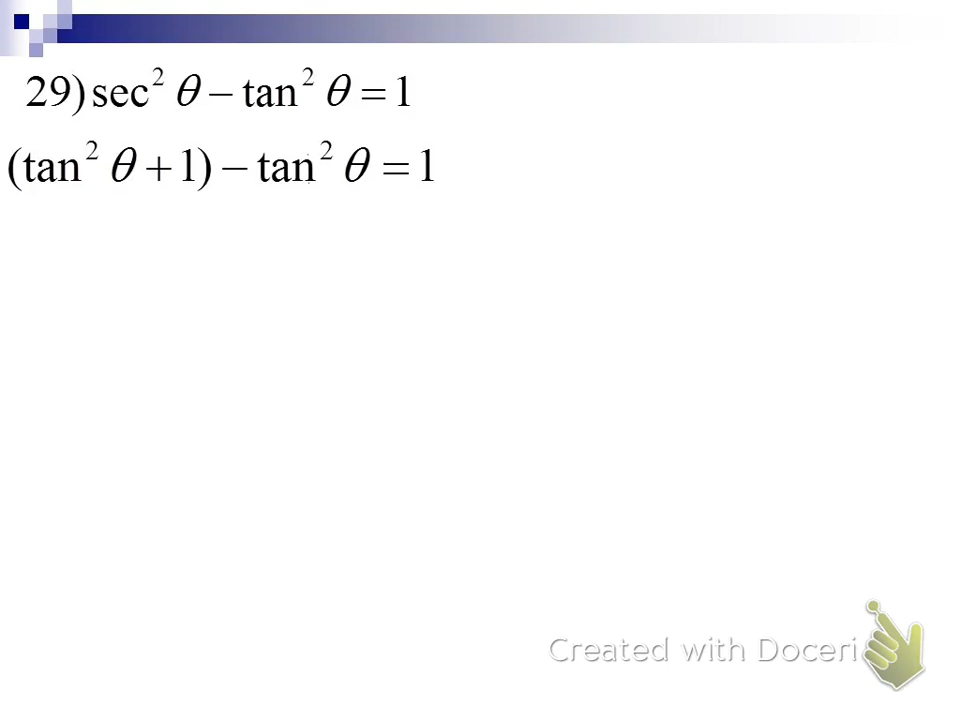 29) sec² θ − tan² θ = 1
(tan² θ + 1) − tan² θ = 1
Created with Doceri